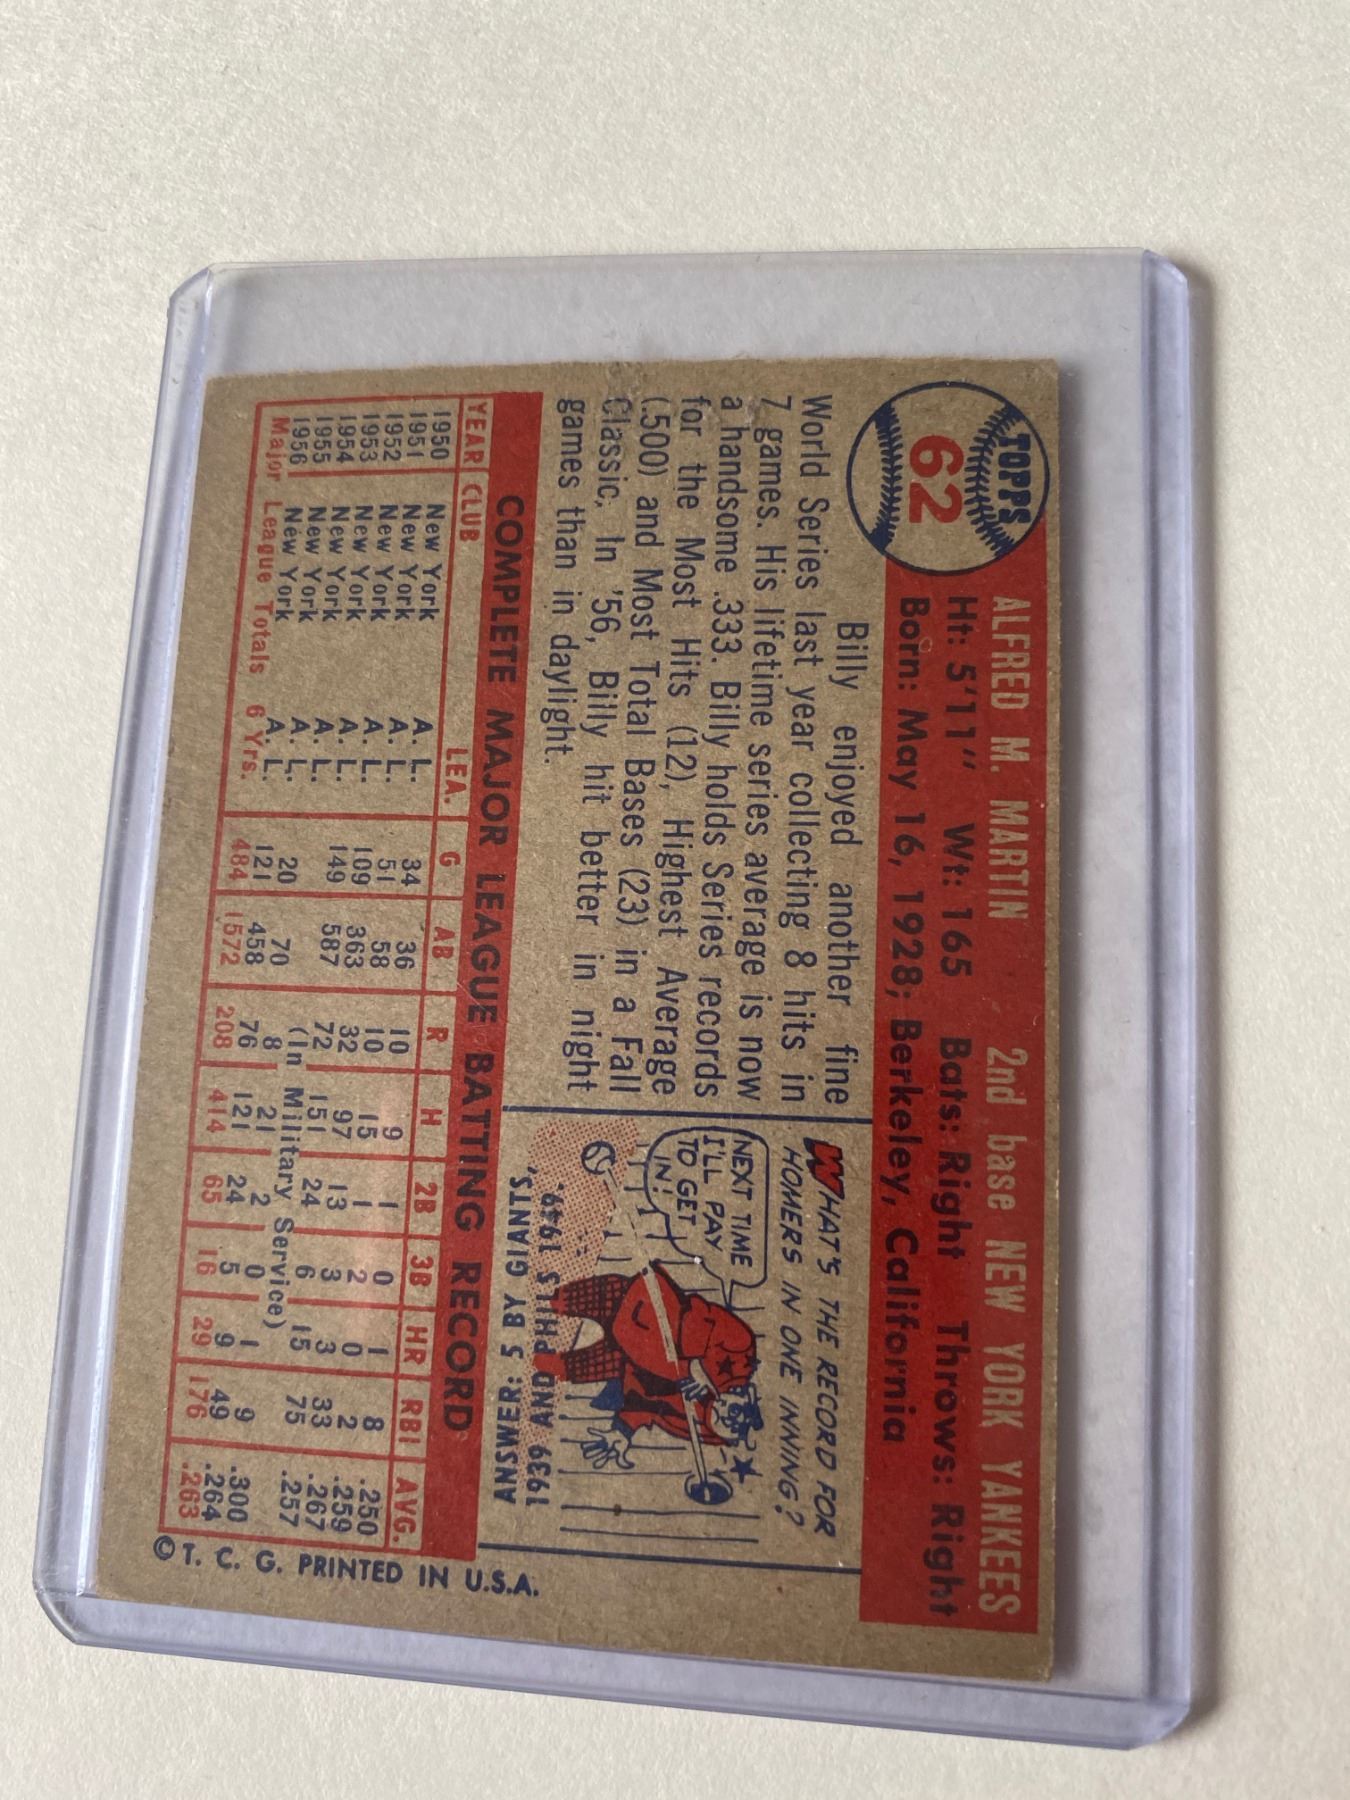 TOPPS
62
ALFRED M. MARTIN 2nd base NEW YORK YANKEES
Ht: 5'11" Wt: 165 Bats: Right Throws: Right
Born: May 16, 1928; Berkeley, California
Billy enjoyed another fine
World Series last year collecting 8 hits in
7 games. His lifetime series average is now
a handsome .333. Billy holds Series records
for the Most Hits (12), Highest Average
(.500) and Most Total Bases (23) in a Fall
Classic. In '56, Billy hit better in night
games than in daylight.
WHAT'S THE RECORD FOR
HOMERS IN ONE INNING?
NEXT TIME
I'LL PAY
TO GET
IN!
ANSWER: 5 BY GIANTS,
1939 AND PHILS 1949.
COMPLETE MAJOR LEAGUE BATTING RECORD
YEAR CLUB LEA. G AB R H 2B 3B HR RBI AVG.
1950 New York A. L. 34 36 10 9 1 0 1 8 .250
1951 New York A. L. 51 58 10 15 1 2 0 2 .259
1952 New York A. L. 109 363 32 97 13 3 3 33 .267
1953 New York A. L. 149 587 72 151 24 6 15 75 .257
1954 New York A. L. (In Military Service)
1955 New York A. L. 20 70 8 21 2 0 1 9 .300
1956 New York A. L. 121 458 76 121 24 5 9 49 .264
Major League Totals 6 Yrs. 484 1572 208 414 65 16 29 176 .263
© T. C. G. PRINTED IN U.S.A.